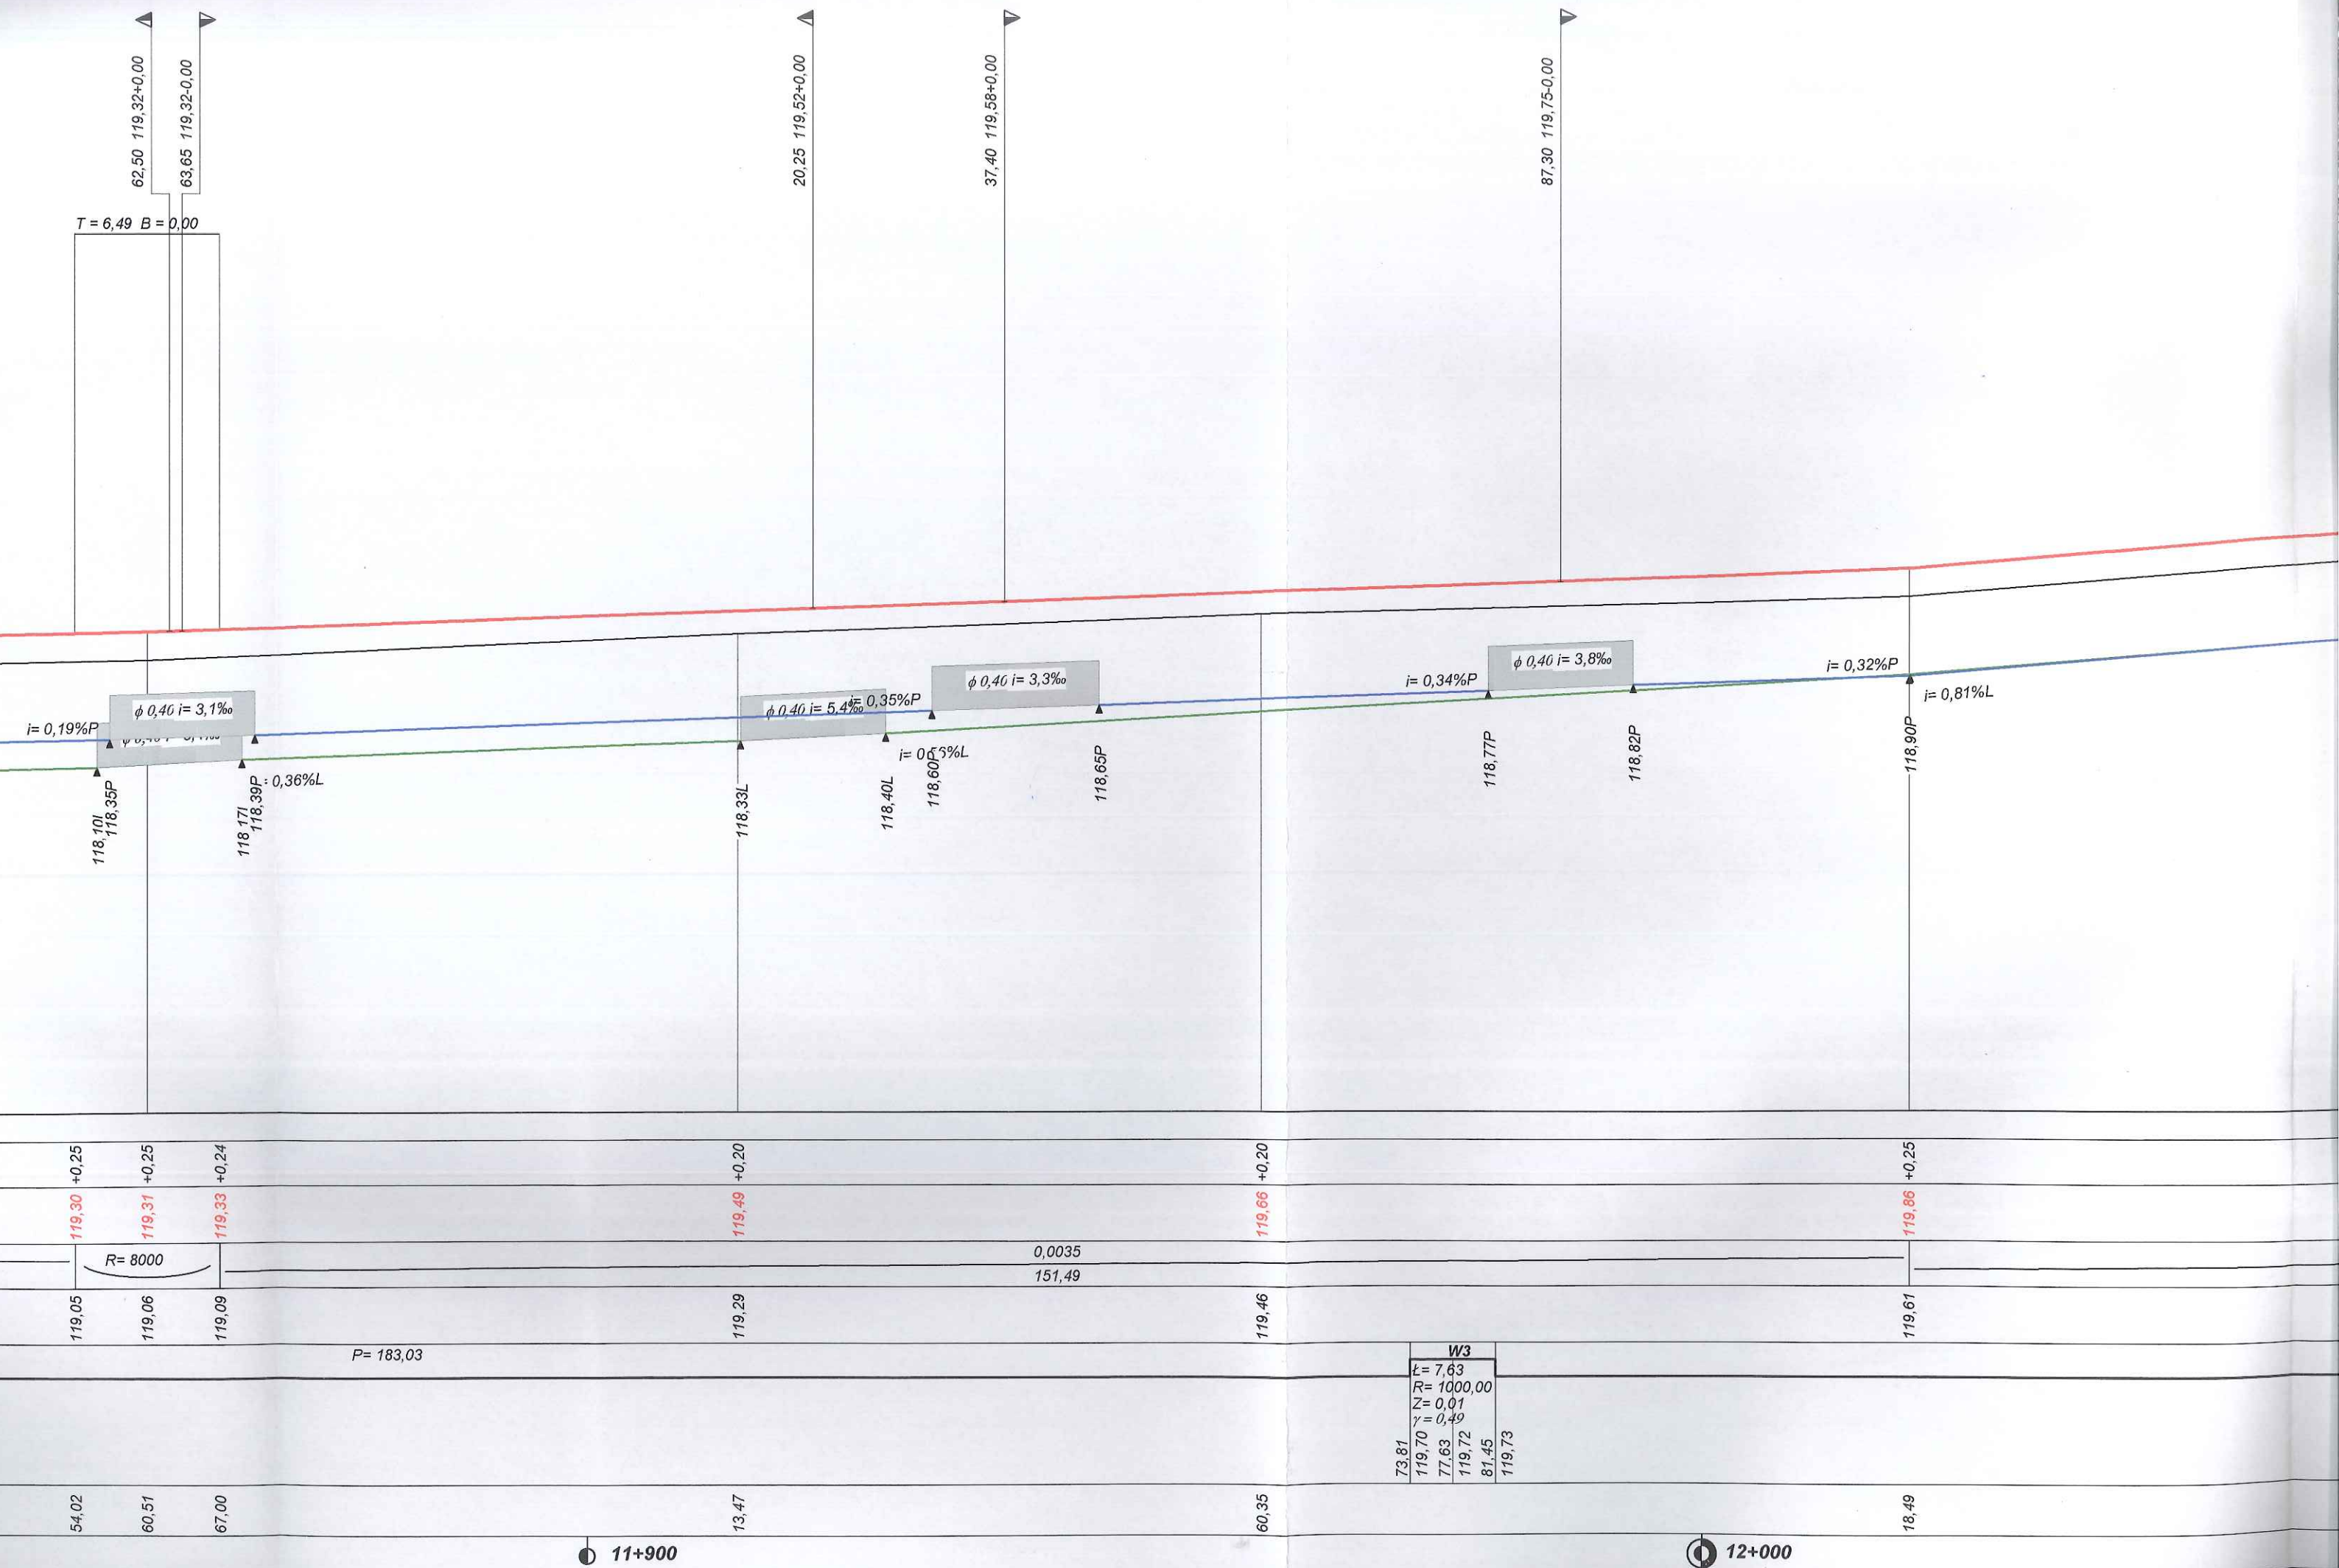 62,50 119,32+0,00
63,65 119,32-0,00
20,25 119,52+0,00
37,40 119,58+0,00
87,30 119,75-0,00
T = 6,49 B = 0,00
i= 0,19%P
ϕ 0,40 i= 3,1‰
: 0,36%L
ϕ 0,40 i= 5,4‰
i= 0,35%P
ϕ 0,40 i= 3,3‰
i= 0,34%P
ϕ 0,40 i= 3,8‰
i= 0,32%P
i= 0,81%L
118,35P
118,39P
118,33L
118,40L
118,60P
118,65P
118,77P
118,82P
118,90P
+0,25 +0,25 +0,24 +0,20 +0,20 +0,25
119,30 119,31 119,33 119,49 119,66 119,86
R= 8000
0,0035
151,49
119,05 119,06 119,09 119,29 119,46 119,61
P= 183,03
W3
Ł= 7,63
R= 1000,00
Z= 0,01
γ = 0,49
73,81
119,70
77,63
119,72
81,45
119,73
54,02 60,51 67,00 13,47 60,35 18,49
11+900
12+000